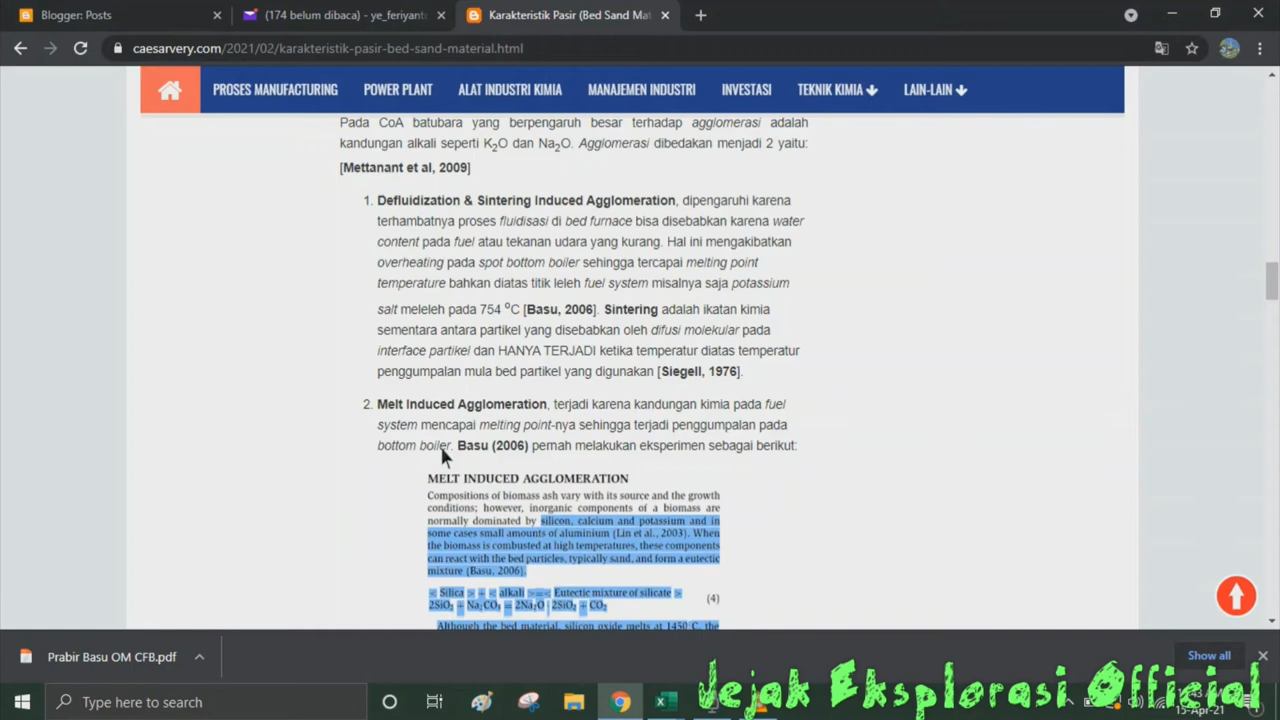 Blogger: Posts
(174 belum dibaca) - ye_feriyant
Karakteristik Pasir (Bed Sand Mat
caesarvery.com/2021/02/karakteristik-pasir-bed-sand-material.html
PROSES MANUFACTURING
POWER PLANT
ALAT INDUSTRI KIMIA
MANAJEMEN INDUSTRI
INVESTASI
TEKNIK KIMIA
LAIN-LAIN
Pada CoA batubara yang berpengaruh besar terhadap agglomerasi adalah
kandungan alkali seperti K2O dan Na2O. Agglomerasi dibedakan menjadi 2 yaitu:
[Mettanant et al, 2009]
1. Defluidization & Sintering Induced Agglomeration, dipengaruhi karena
terhambatnya proses fluidisasi di bed furnace bisa disebabkan karena water
content pada fuel atau tekanan udara yang kurang. Hal ini mengakibatkan
overheating pada spot bottom boiler sehingga tercapai melting point
temperature bahkan diatas titik leleh fuel system misalnya saja potassium
salt meleleh pada 754 °C [Basu, 2006]. Sintering adalah ikatan kimia
sementara antara partikel yang disebabkan oleh difusi molekular pada
interface partikel dan HANYA TERJADI ketika temperatur diatas temperatur
penggumpalan mula bed partikel yang digunakan [Siegell, 1976].
2. Melt Induced Agglomeration, terjadi karena kandungan kimia pada fuel
system mencapai melting point-nya sehingga terjadi penggumpalan pada
bottom boiler. Basu (2006) pernah melakukan eksperimen sebagai berikut:
MELT INDUCED AGGLOMERATION
Compositions of biomass ash vary with its source and the growth
conditions; however, inorganic components of a biomass are
normally dominated by silicon, calcium and potassium and in
some cases small amounts of aluminium (Lin et al., 2003). When
the biomass is combusted at high temperatures, these components
can react with the bed particles, typically sand, and form a eutectic
mixture (Basu, 2006).
< Silica > + < alkali >=< Eutectic mixture of silicate >
2SiO2 + Na2CO3 = 2Na2O | 2SiO2 + CO2
(4)
Although the bed material, silicon oxide melts at 1450 C, the
Prabir Basu OM CFB.pdf
Show all
Type here to search
Jejak Eksplorasi Official
15-Apr-21